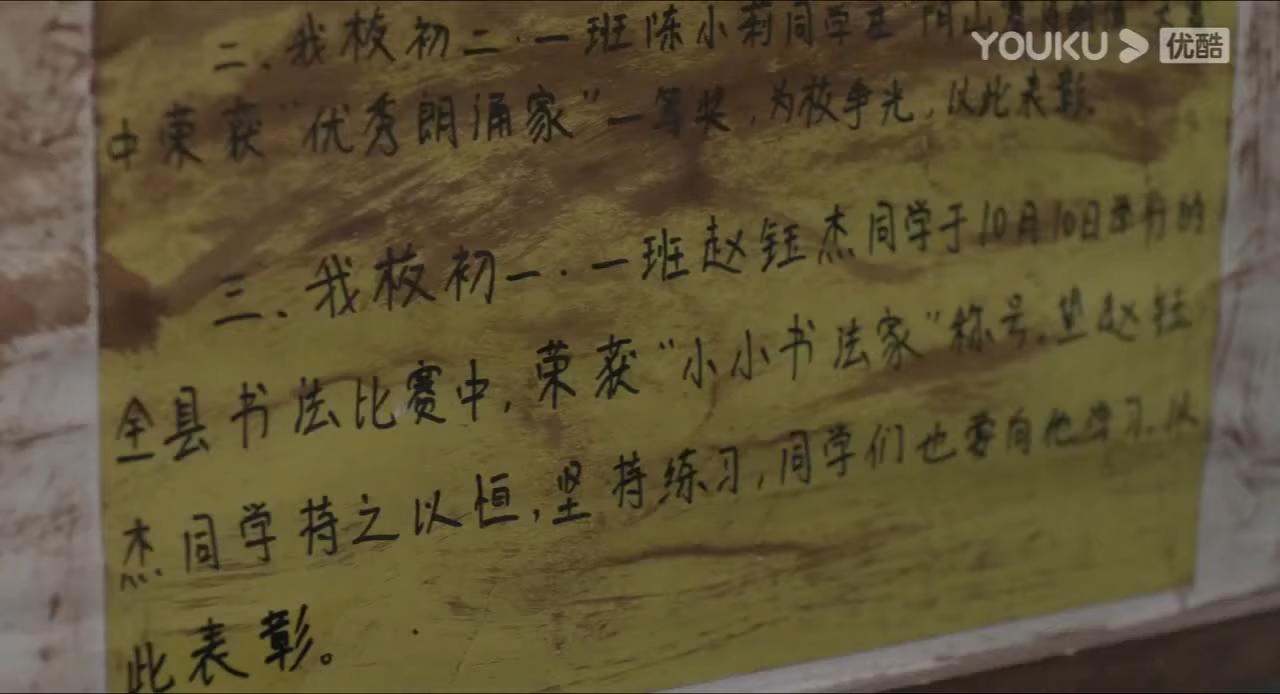 YOUKU 优酷
二、我校初二·一班陈小莉同学在
中荣获“优秀朗诵家”一等奖,为校争光,以此表彰。
三、我校初一·一班赵钰杰同学于10月10日举行的
全县书法比赛中,荣获“小小书法家”称号,望赵钰
杰同学持之以恒,坚持练习,同学们也要向他学习,以
此表彰。